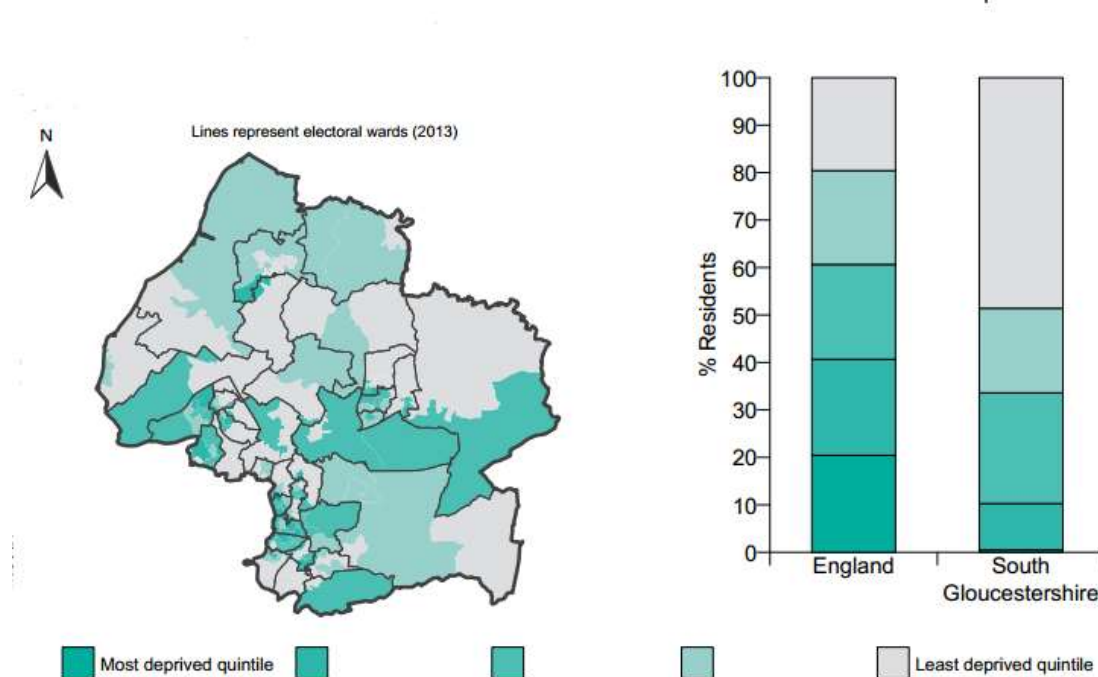 Lines represent electoral wards (2013)
N
100
90
80
70
60
50
40
30
20
10
0
% Residents
England
South
Gloucestershire
Most deprived quintile
Least deprived quintile